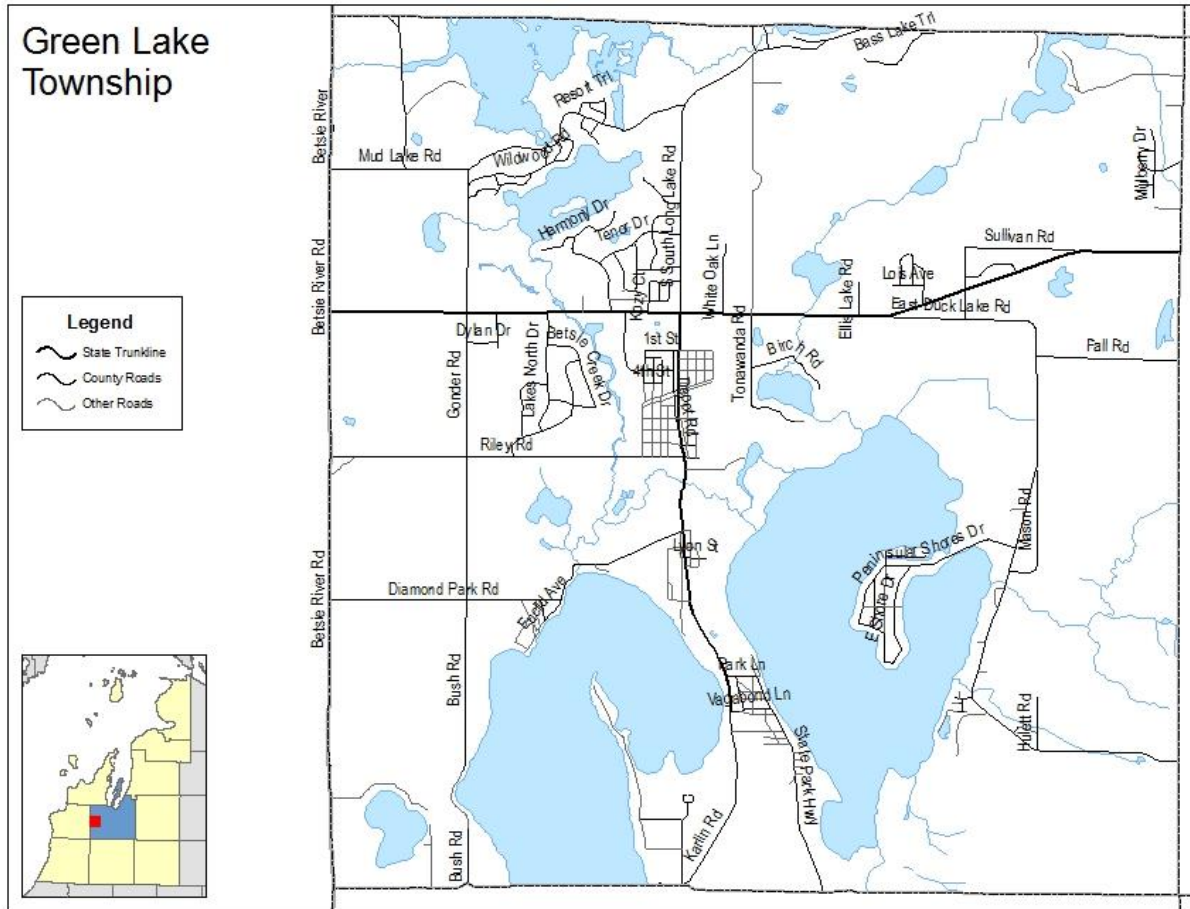 Green Lake
Township
Legend
State Trunkline
County Roads
Other Roads
Bass Lake Trl
Resort Trl
Betsie River
Mud Lake Rd
Wildwood Rd
Mulberry Dr
S South Long Lake Rd
Harmony Dr
Tenor Dr
Sullivan Rd
Betsie River Rd
Kozy Ct
White Oak Ln
Ellis Lake Rd
Lois Ave
East Duck Lake Rd
Dylan Dr
Betsie Creek Dr
1st St
Tonawanda Rd
Birch Rd
Fall Rd
Gonder Rd
Lakes North Dr
4th St
Riley Rd
Mason Rd
Peninsular Shores Dr
Lyon St
Betsie River Rd
Diamond Park Rd
Euclid Ave
E Shore Dr
Bush Rd
Park Ln
Vagabond Ln
Hulett Rd
State Park Hwy
Karlin Rd
Bush Rd